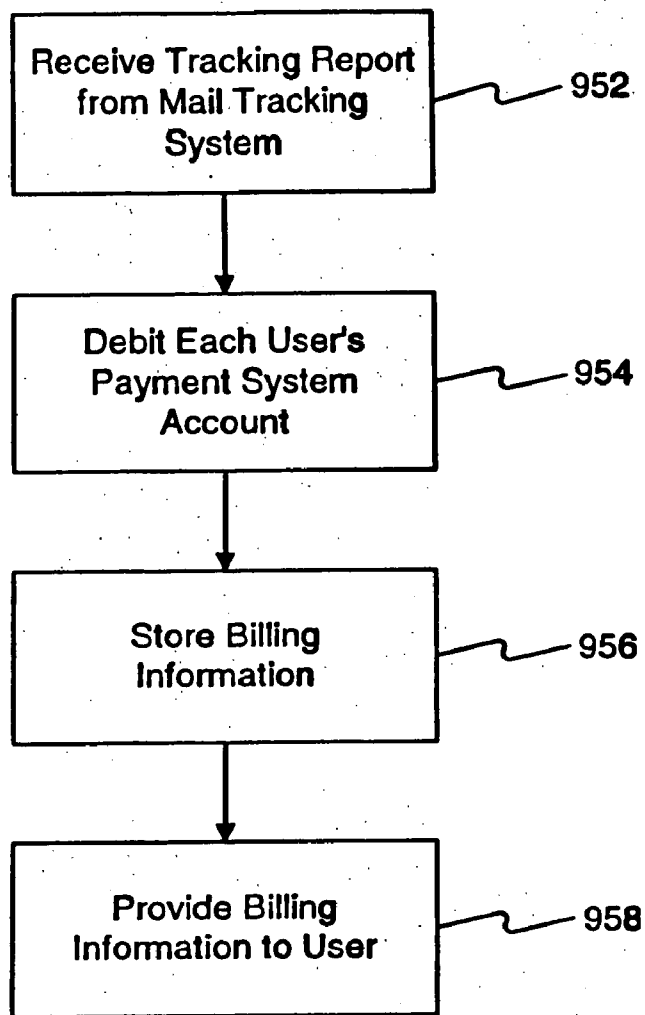 Receive Tracking Report
from Mail Tracking
System
952
Debit Each User's
Payment System
Account
954
Store Billing
Information
956
Provide Billing
Information to User
958